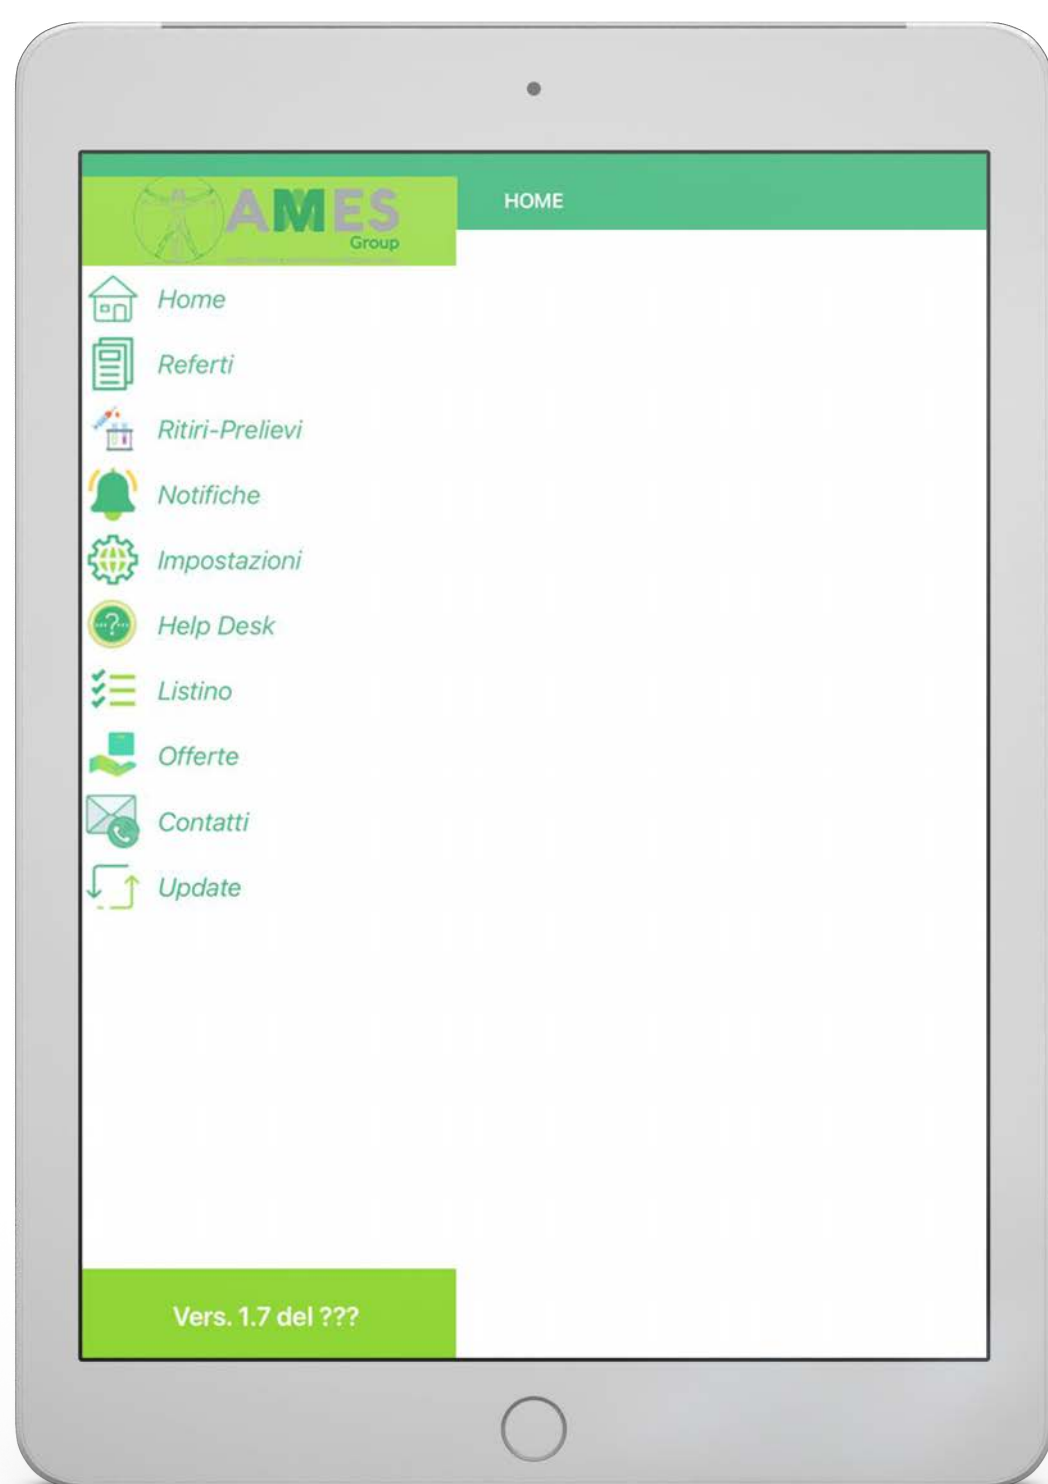 AMES
Group
HOME
Home
Referti
Ritiri-Prelievi
Notifiche
Impostazioni
Help Desk
Listino
Offerte
Contatti
Update
Vers. 1.7 del ???